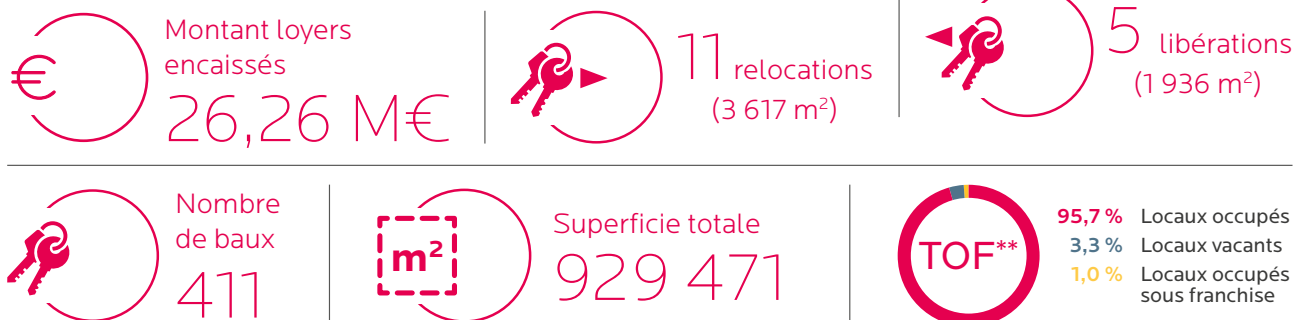 €
Montant loyers
encaissés
26,26 M€
11 relocations
(3 617 m²)
5 libérations
(1 936 m²)
Nombre
de baux
411
m²
Superficie totale
929 471
TOF**
95,7 % Locaux occupés
3,3 % Locaux vacants
1,0 % Locaux occupés
sous franchise